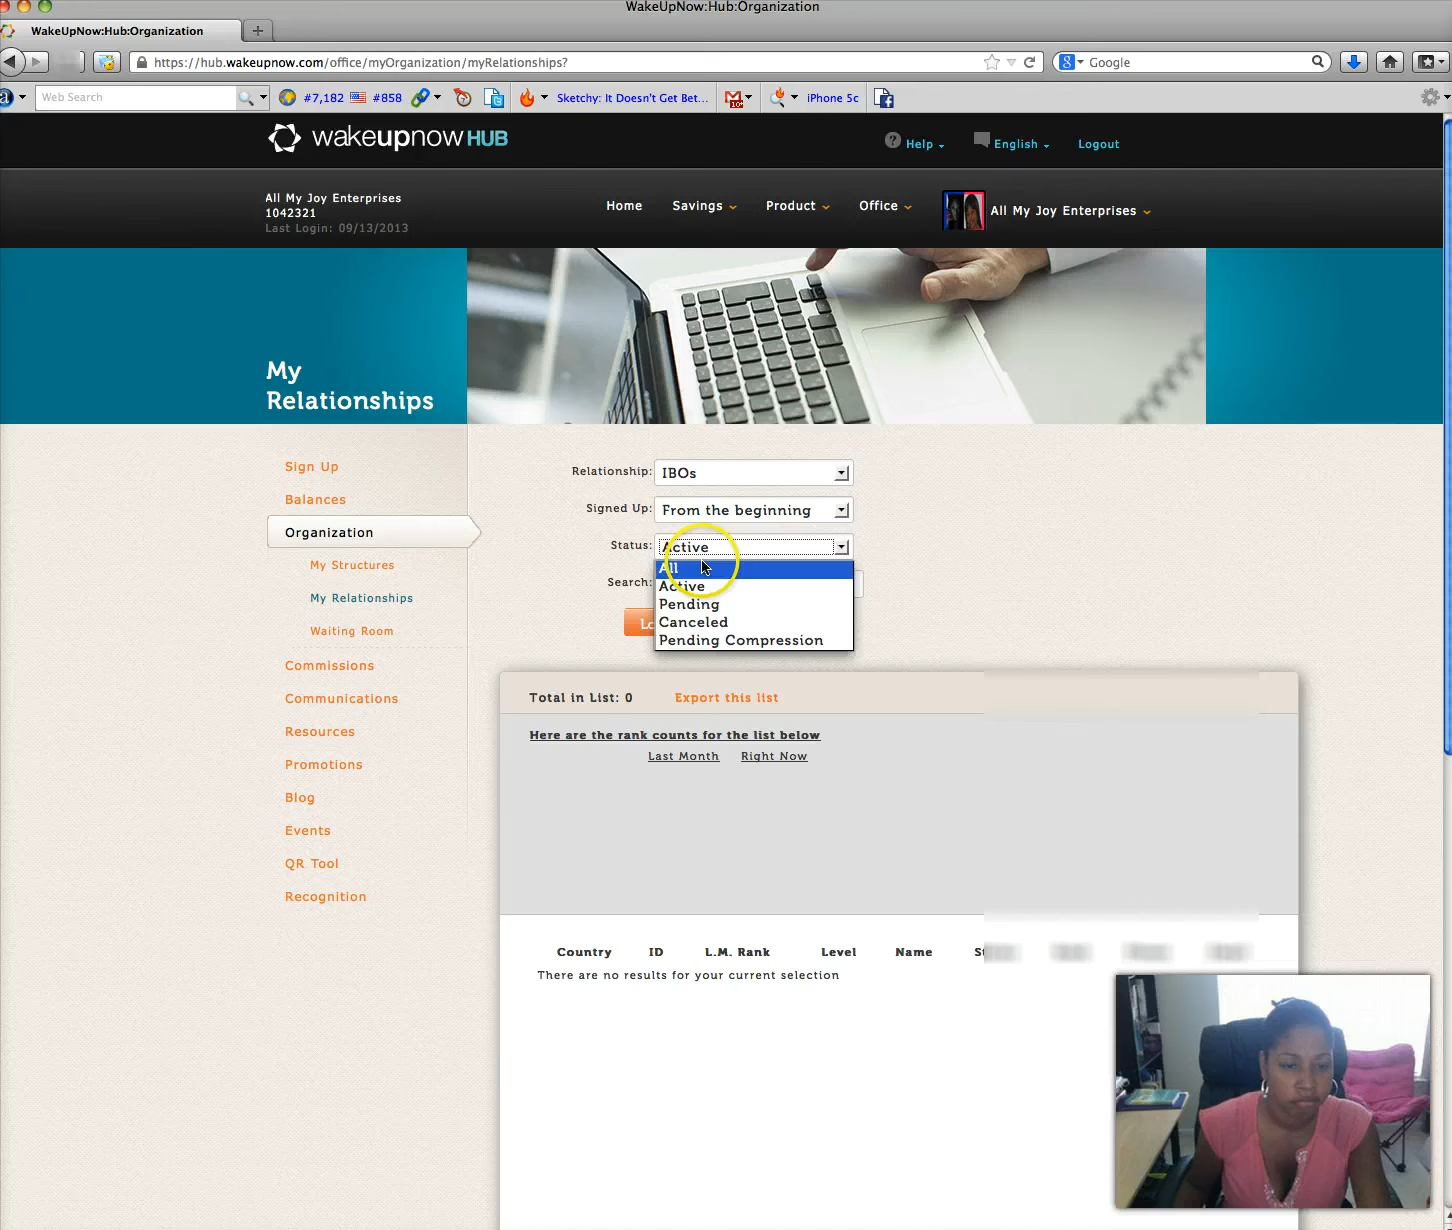 WakeUpNow:Hub:Organization
WakeUpNow:Hub:Organization
https://hub.wakeupnow.com/office/myOrganization/myRelationships?
Google
Web Search
#7,182
#858
Sketchy: It Doesn't Get Bet...
iPhone 5c
wakeupnow HUB
Help
English
Logout
All My Joy Enterprises
1042321
Last Login: 09/13/2013
Home
Savings
Product
Office
All My Joy Enterprises
My
Relationships
Sign Up
Balances
Organization
My Structures
My Relationships
Waiting Room
Commissions
Communications
Resources
Promotions
Blog
Events
QR Tool
Recognition
Relationship: IBOs
Signed Up: From the beginning
Status: Active
All
Active
Pending
Canceled
Pending Compression
Search:
Total in List: 0
Export this list
Here are the rank counts for the list below
Last Month
Right Now
Country ID L.M. Rank Level Name
There are no results for your current selection